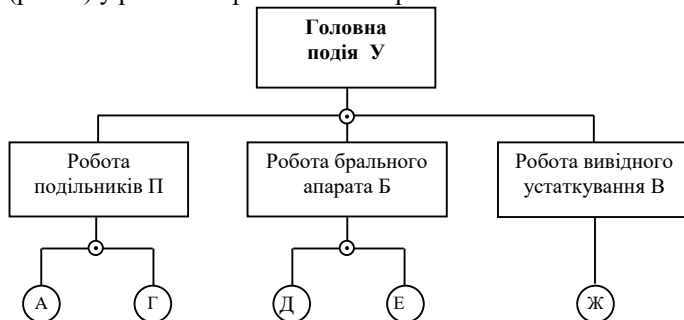 Головна
подія У
Робота
подільників П
Робота брального
апарата Б
Робота вивідного
устаткування В
А
Г
Д
Е
Ж